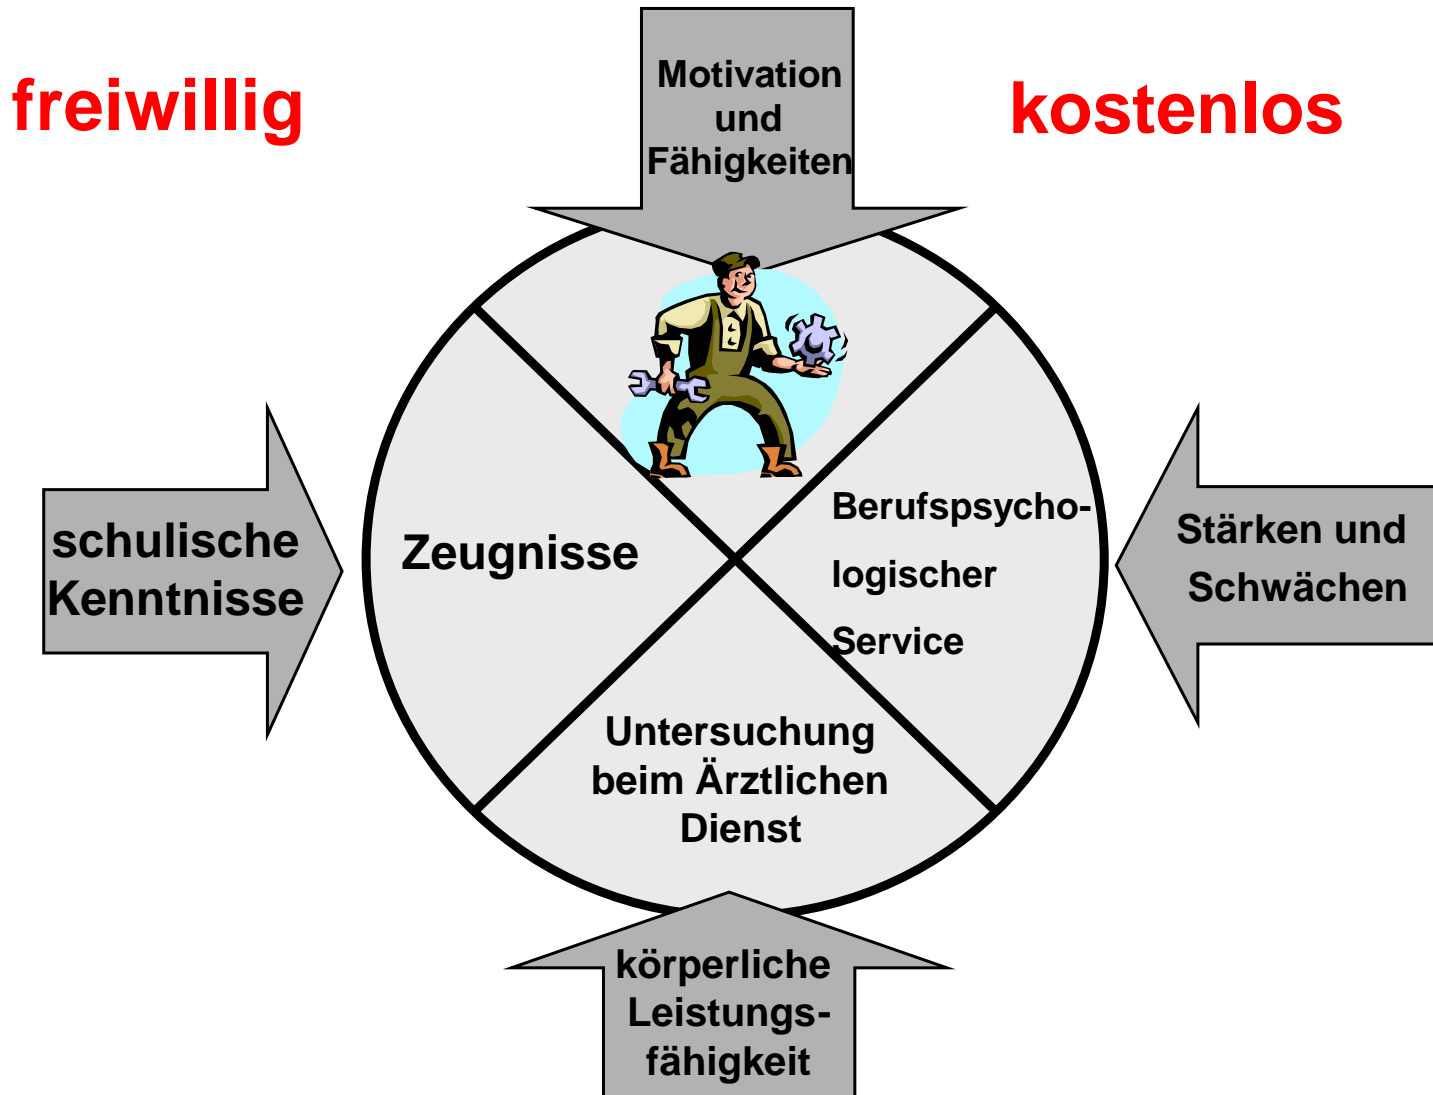 freiwillig
Motivation
und
Fähigkeiten
kostenlos
schulische
Kenntnisse
Zeugnisse
Berufspsycho-
logischer
Service
Stärken und
Schwächen
Untersuchung
beim Ärztlichen
Dienst
körperliche
Leistungs-
fähigkeit